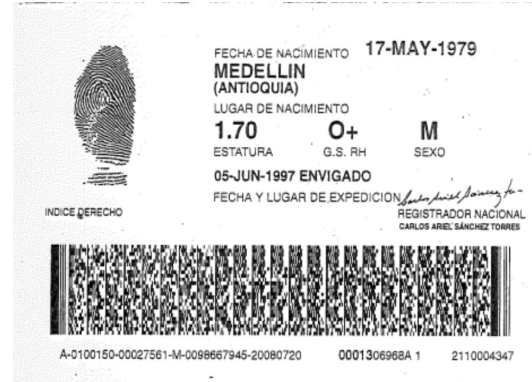 FECHA DE NACIMIENTO 17-MAY-1979
MEDELLIN
(ANTIOQUIA)
LUGAR DE NACIMIENTO
1.70 O+ M
ESTATURA G.S. RH SEXO
05-JUN-1997 ENVIGADO
FECHA Y LUGAR DE EXPEDICION
INDICE DERECHO
REGISTRADOR NACIONAL
CARLOS ARIEL SÁNCHEZ TORRES
A-0100150-00027561-M-0098667945-20080720 0001306968A 1 2110004347